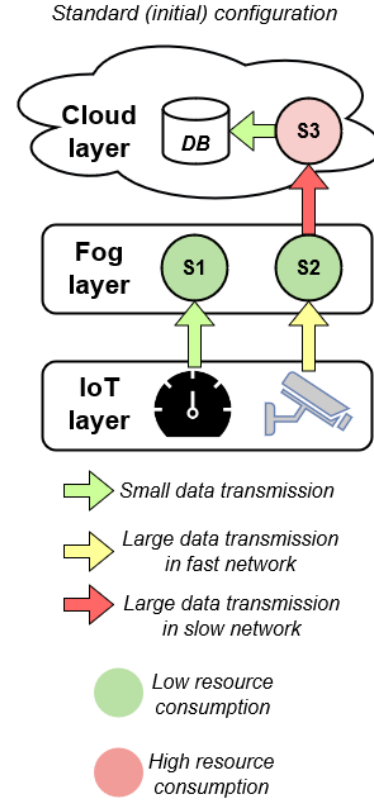 Standard (initial) configuration
Cloud
layer
DB
S3
Fog
layer
S1
S2
IoT
layer
Small data transmission
Large data transmission
in fast network
Large data transmission
in slow network
Low resource
consumption
High resource
consumption